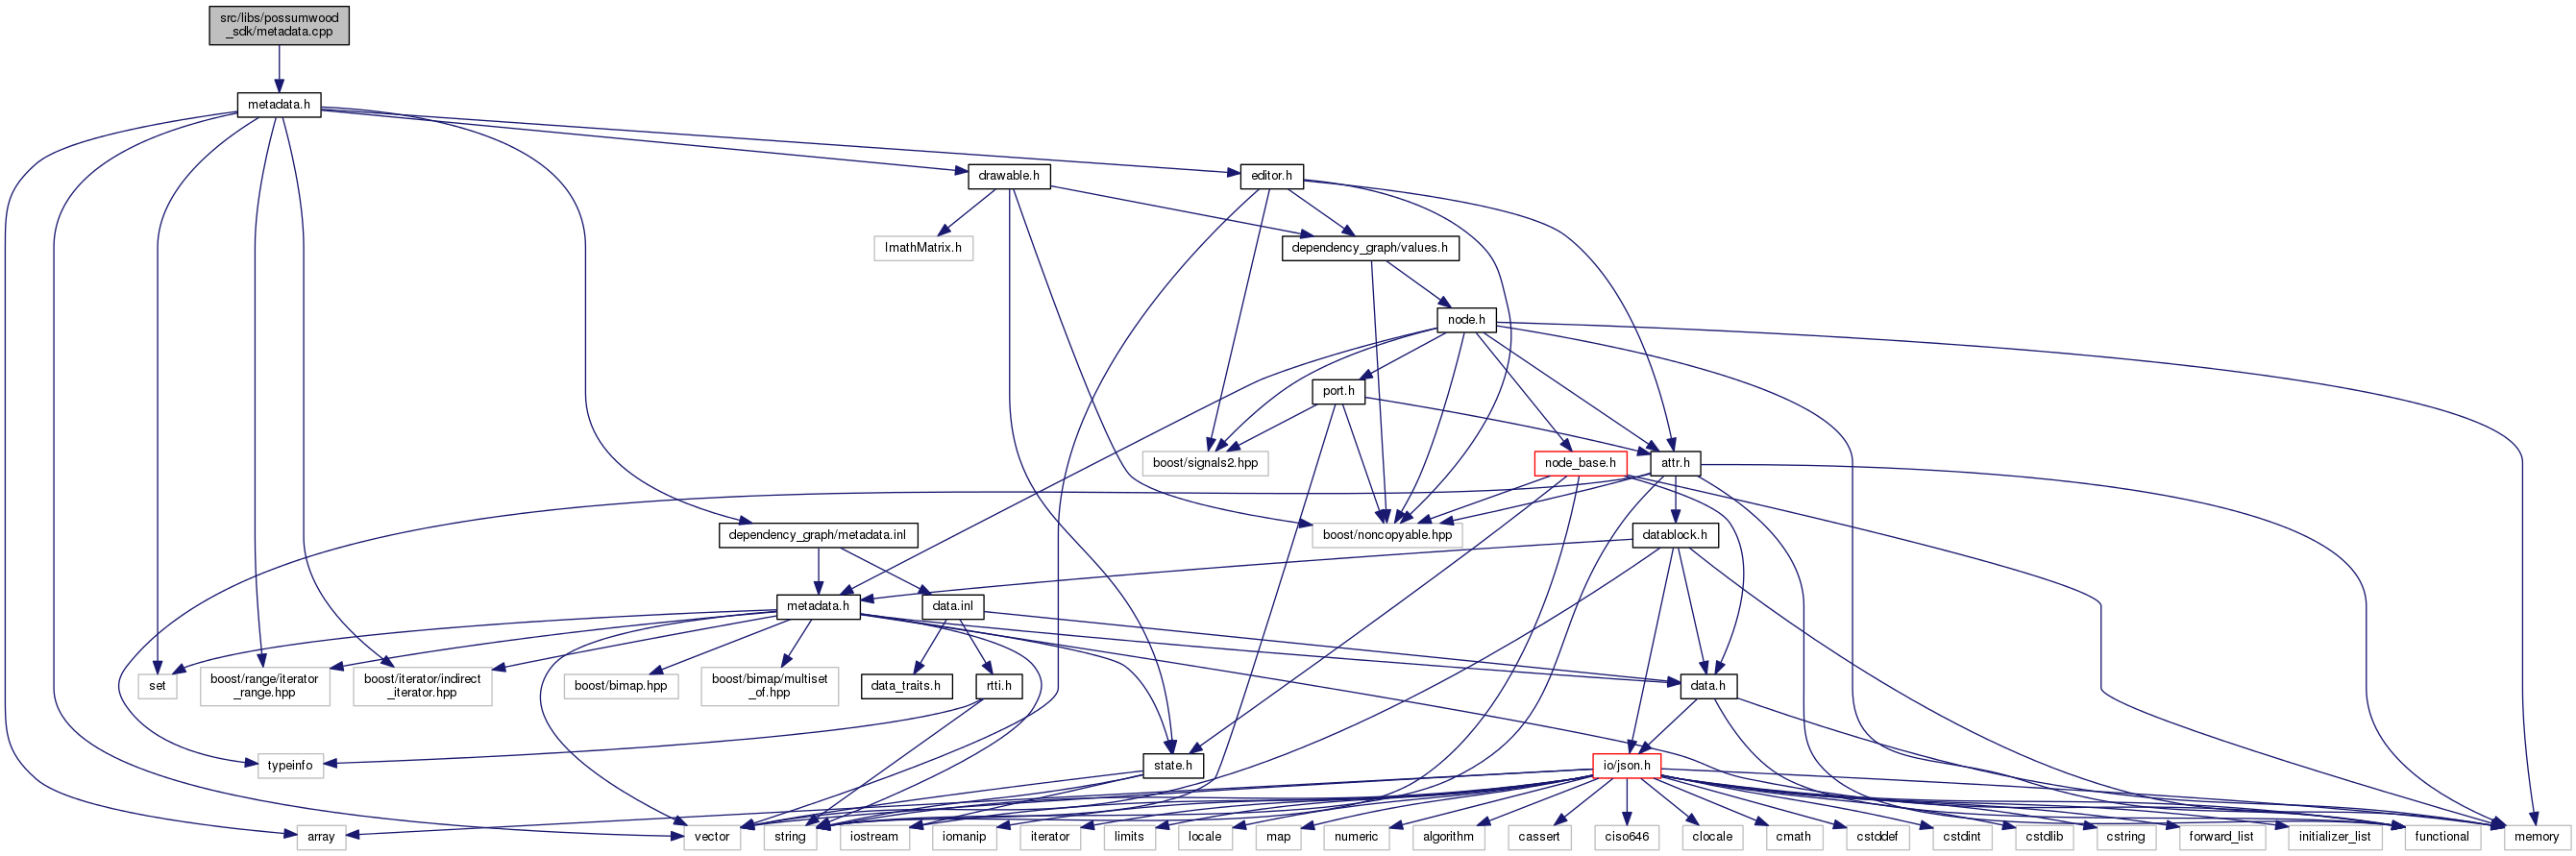 src/libs/possumwood
_sdk/metadata.cpp
metadata.h
drawable.h
editor.h
ImathMatrix.h
dependency_graph/values.h
node.h
port.h
boost/signals2.hpp
node_base.h
attr.h
dependency_graph/metadata.inl
boost/noncopyable.hpp
datablock.h
metadata.h
data.inl
set
boost/range/iterator
_range.hpp
boost/iterator/indirect
_iterator.hpp
boost/bimap.hpp
boost/bimap/multiset
_of.hpp
data_traits.h
rtti.h
data.h
typeinfo
state.h
io/json.h
array
vector
string
iostream
iomanip
iterator
limits
locale
map
numeric
algorithm
cassert
ciso646
clocale
cmath
cstddef
cstdint
cstdlib
cstring
forward_list
initializer_list
functional
memory